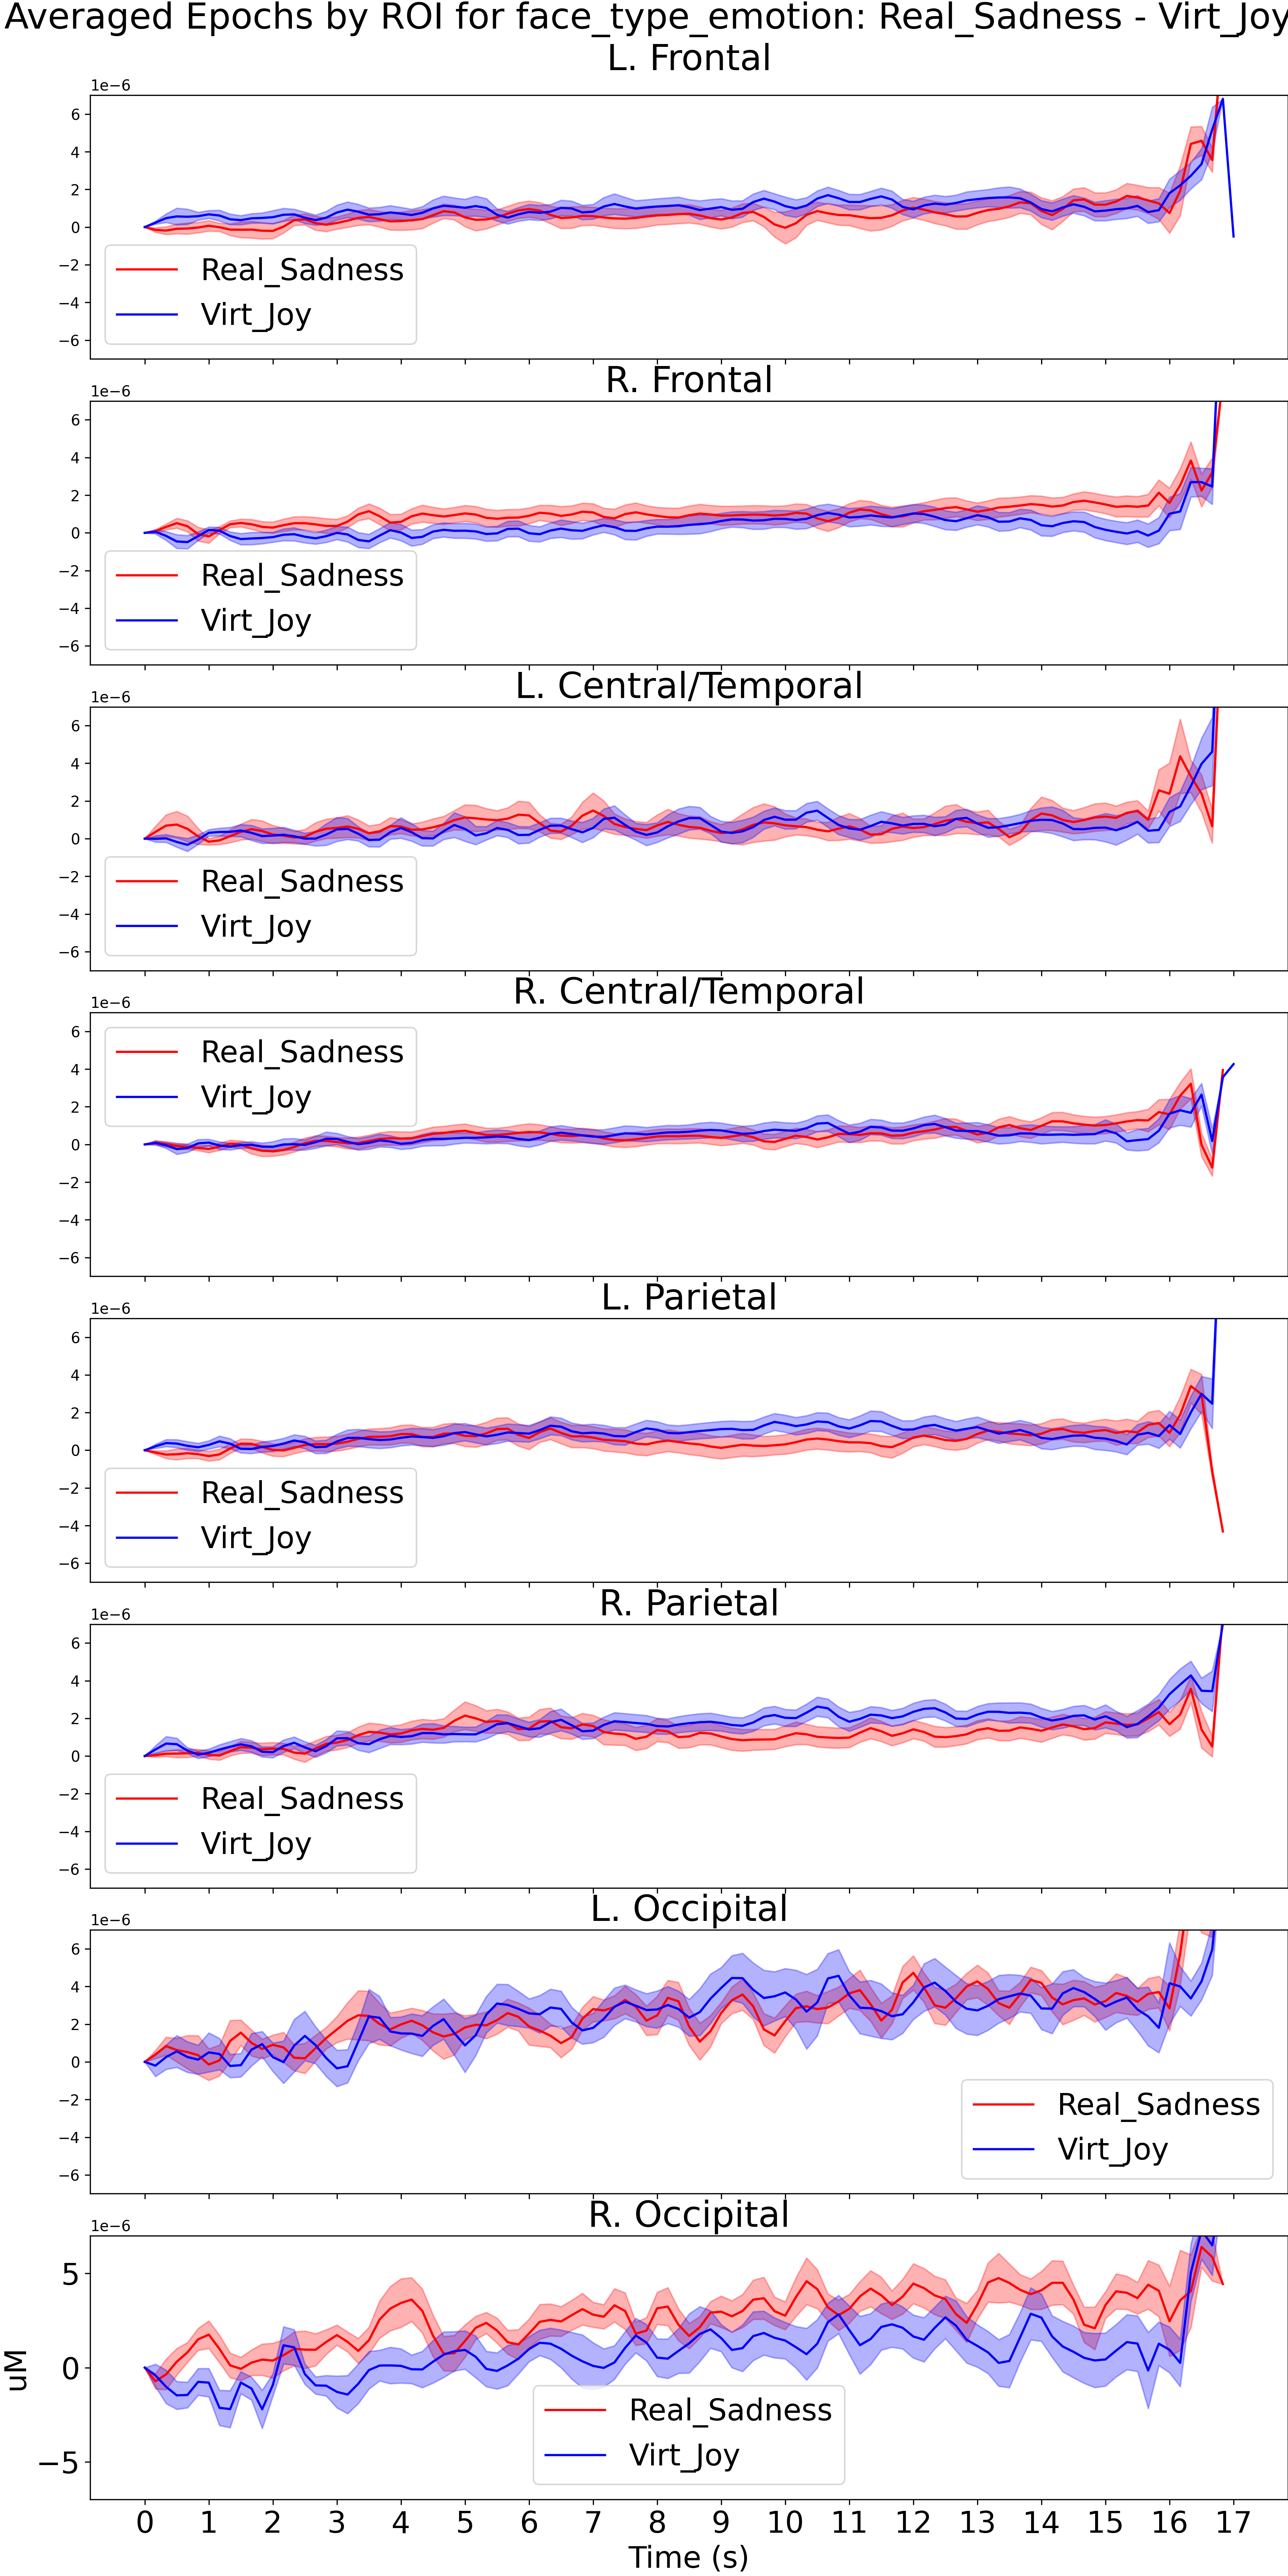 Averaged Epochs by ROI for face_type_emotion: Real_Sadness - Virt_Joy
L. Frontal
1e−6
6
4
2
0
−2
−4
−6
Real_Sadness
Virt_Joy
R. Frontal
1e−6
6
4
2
0
−2
−4
−6
Real_Sadness
Virt_Joy
L. Central/Temporal
1e−6
6
4
2
0
−2
−4
−6
Real_Sadness
Virt_Joy
R. Central/Temporal
1e−6
6
4
2
0
−2
−4
−6
Real_Sadness
Virt_Joy
L. Parietal
1e−6
6
4
2
0
−2
−4
−6
Real_Sadness
Virt_Joy
R. Parietal
1e−6
6
4
2
0
−2
−4
−6
Real_Sadness
Virt_Joy
L. Occipital
1e−6
6
4
2
0
−2
−4
−6
Real_Sadness
Virt_Joy
R. Occipital
1e−6
5
0
−5
uM
Real_Sadness
Virt_Joy
0 1 2 3 4 5 6 7 8 9 10 11 12 13 14 15 16 17
Time (s)